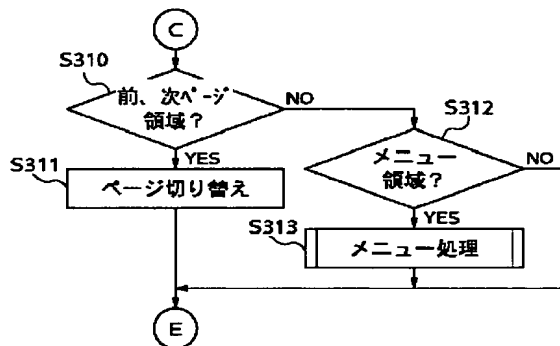 C
S310
前、次ページ
領域？
NO
S312
YES
S311
ページ切り替え
メニュー
領域？
NO
YES
S313
メニュー処理
E